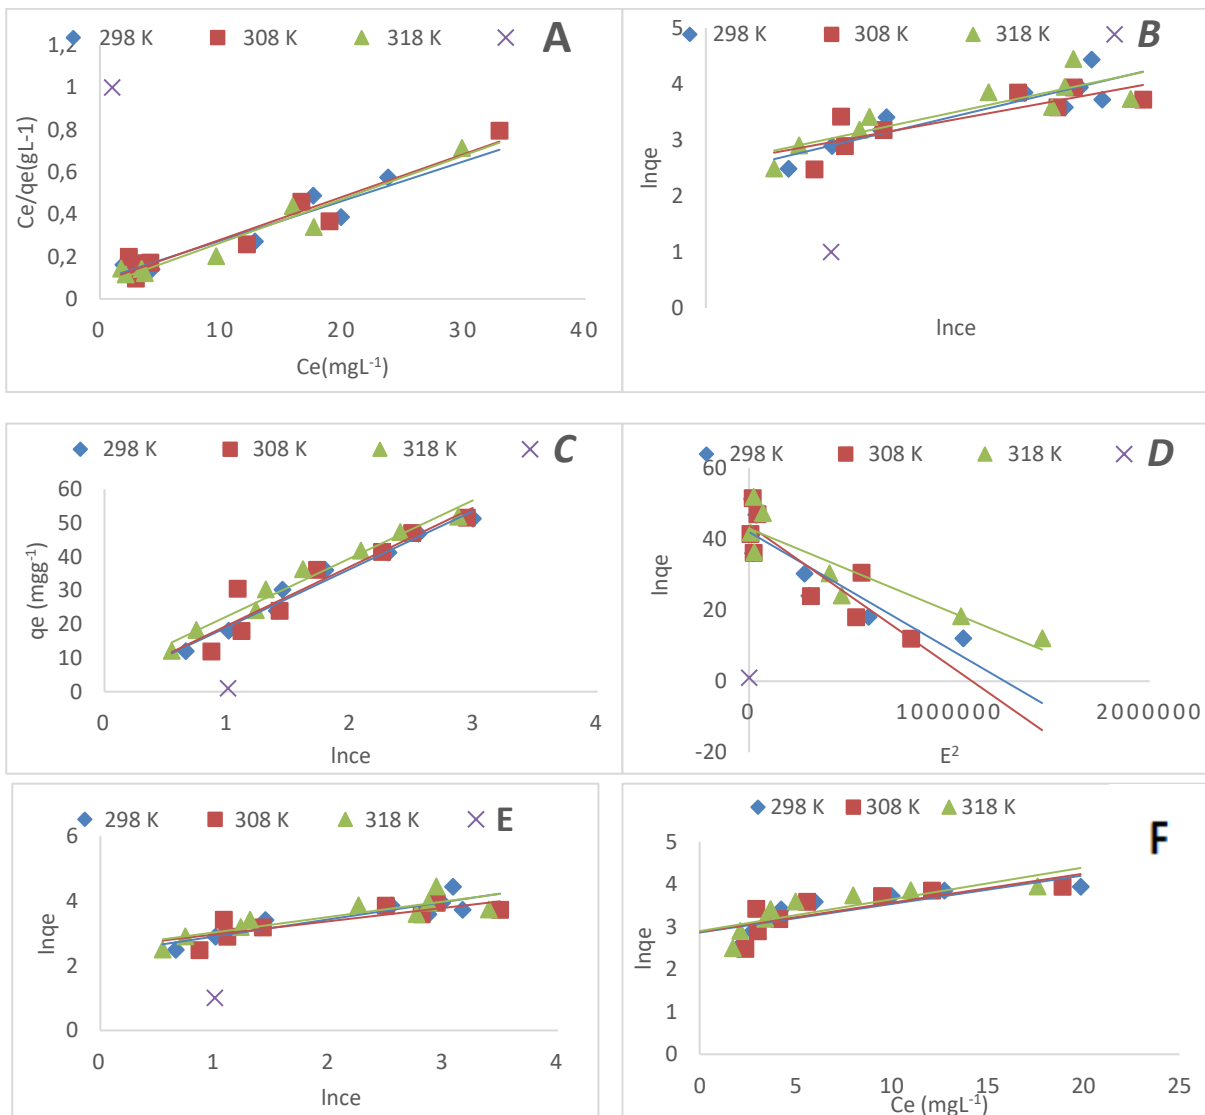 298 K 308 K 318 K A
1,2
1
0,8
0,6
0,4
0,2
0
Ce/qe(gL-1)
0 10 20 30 40
Ce(mgL-1)
298 K 308 K 318 K B
5
4
3
2
1
0
lnqe
lnce
298 K 308 K 318 K C
60
50
40
30
20
10
0
qe (mgg-1)
0 1 2 3 4
lnce
298 K 308 K 318 K D
60
40
20
0
-20
lnqe
0 1000000 2000000
E2
298 K 308 K 318 K E
6
4
2
0
lnqe
0 1 2 3 4
lnce
298 K 308 K 318 K F
5
4
3
2
1
0
lnqe
0 5 10 15 20 25
Ce (mgL-1)